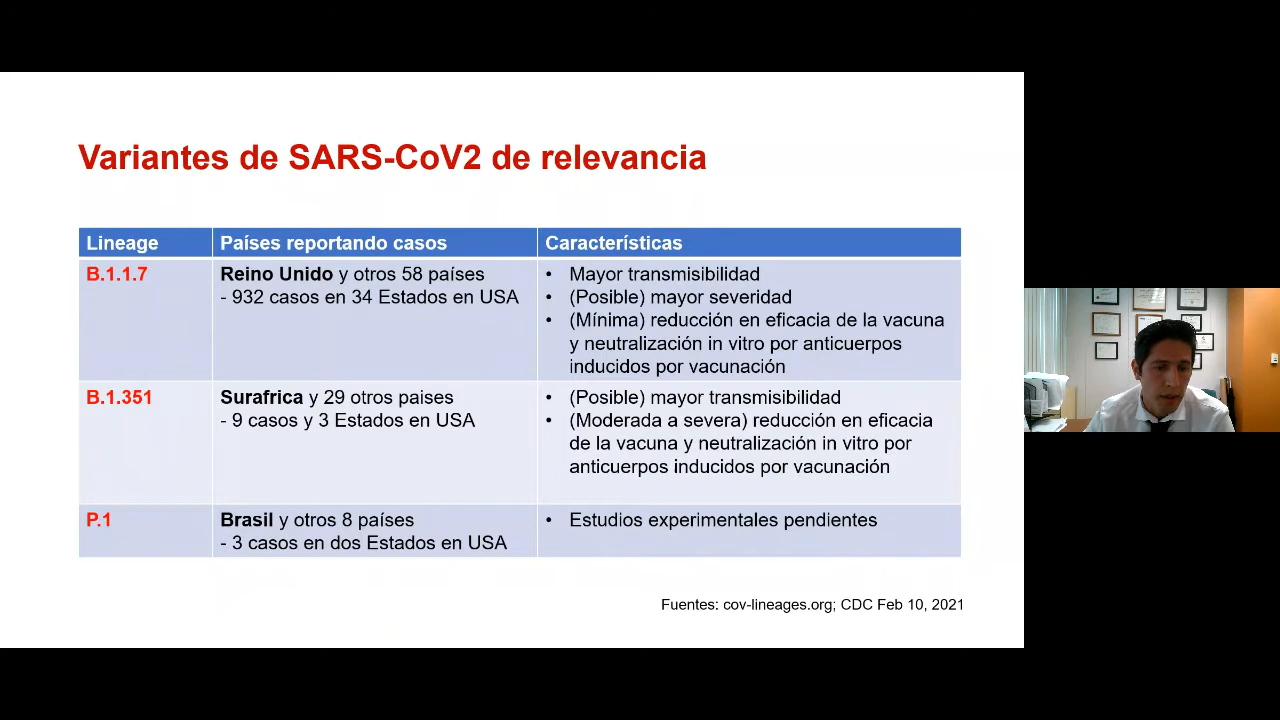 Variantes de SARS-CoV2 de relevancia
Lineage
Países reportando casos
Características
B.1.1.7
Reino Unido y otros 58 países
- 932 casos en 34 Estados en USA
• Mayor transmisibilidad
• (Posible) mayor severidad
• (Mínima) reducción en eficacia de la vacuna
y neutralización in vitro por anticuerpos
inducidos por vacunación
B.1.351
Surafrica y 29 otros paises
- 9 casos y 3 Estados en USA
• (Posible) mayor transmisibilidad
• (Moderada a severa) reducción en eficacia
de la vacuna y neutralización in vitro por
anticuerpos inducidos por vacunación
P.1
Brasil y otros 8 países
- 3 casos en dos Estados en USA
• Estudios experimentales pendientes
Fuentes: cov-lineages.org; CDC Feb 10, 2021